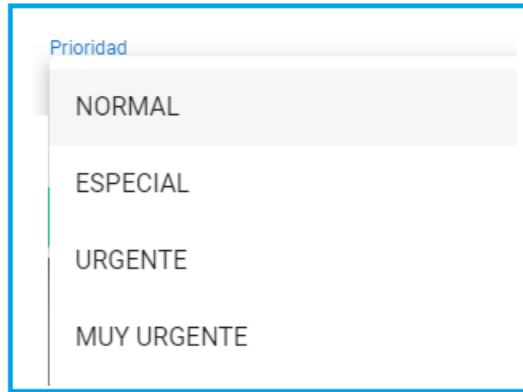 Prioridad
NORMAL
ESPECIAL
URGENTE
MUY URGENTE